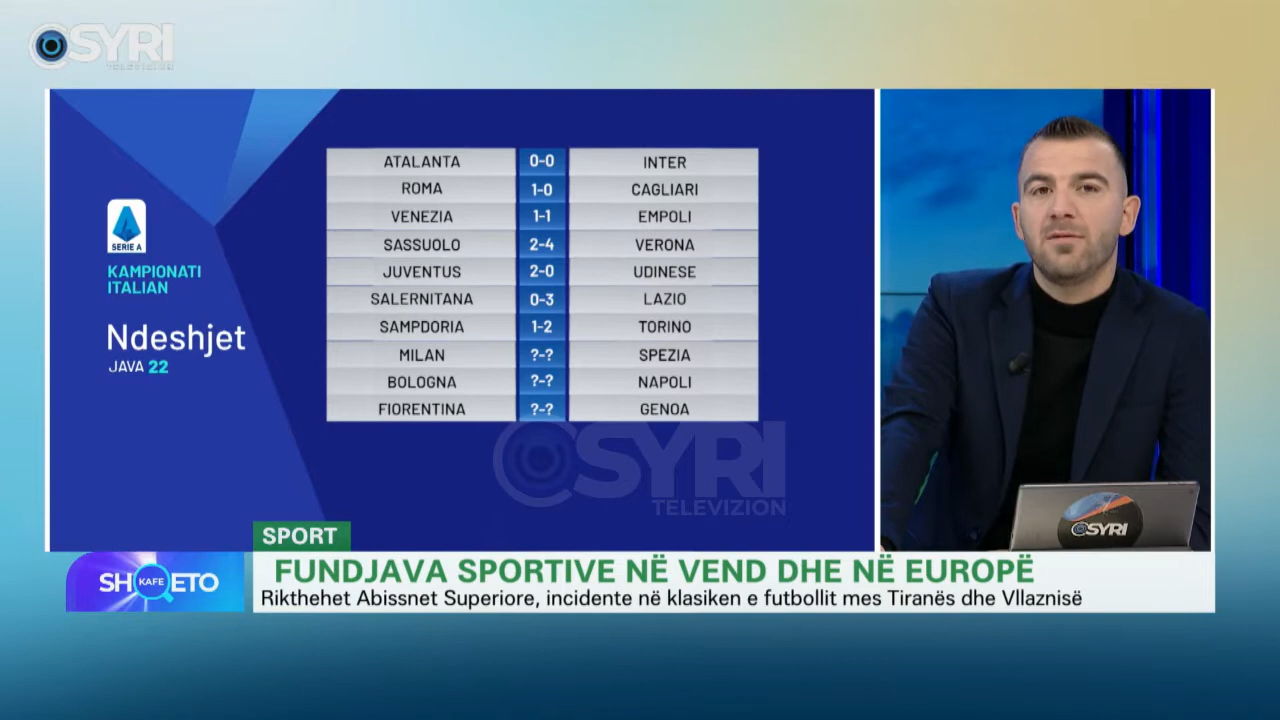 SYRI
TELEVIZION
SERIE A
KAMPIONATI
ITALIAN
Ndeshjet
JAVA 22
ATALANTA 0-0 INTER
ROMA 1-0 CAGLIARI
VENEZIA 1-1 EMPOLI
SASSUOLO 2-4 VERONA
JUVENTUS 2-0 UDINESE
SALERNITANA 0-3 LAZIO
SAMPDORIA 1-2 TORINO
MILAN ?-? SPEZIA
BOLOGNA ?-? NAPOLI
FIORENTINA ?-? GENOA
SYRI
TELEVIZION
SYRI
SPORT
SHQETO
KAFE
FUNDJAVA SPORTIVE NË VEND DHE NË EUROPË
Rikthehet Abissnet Superiore, incidente në klasiken e futbollit mes Tiranës dhe Vllaznisë